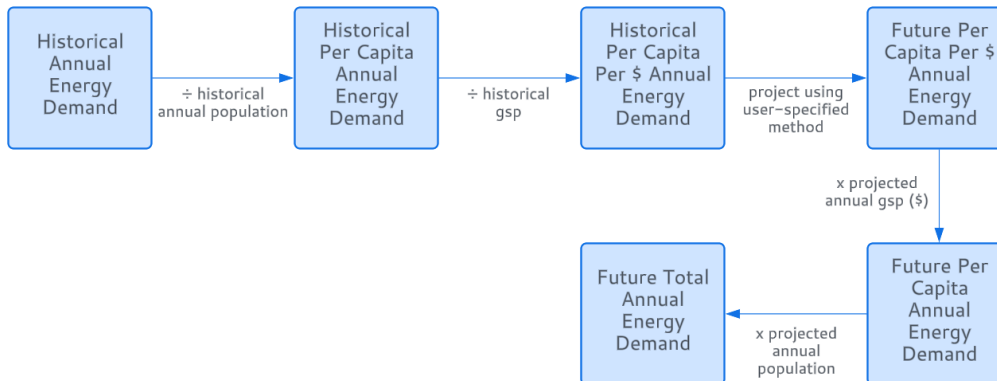 Historical
Annual
Energy
Demand
÷ historical
annual population
Historical
Per Capita
Annual
Energy
Demand
÷ historical
gsp
Historical
Per Capita
Per $ Annual
Energy
Demand
project using
user-specified
method
Future Per
Capita Per $
Annual
Energy
Demand
x projected
annual gsp ($)
Future Per
Capita
Annual
Energy
Demand
x projected
annual
population
Future Total
Annual
Energy
Demand